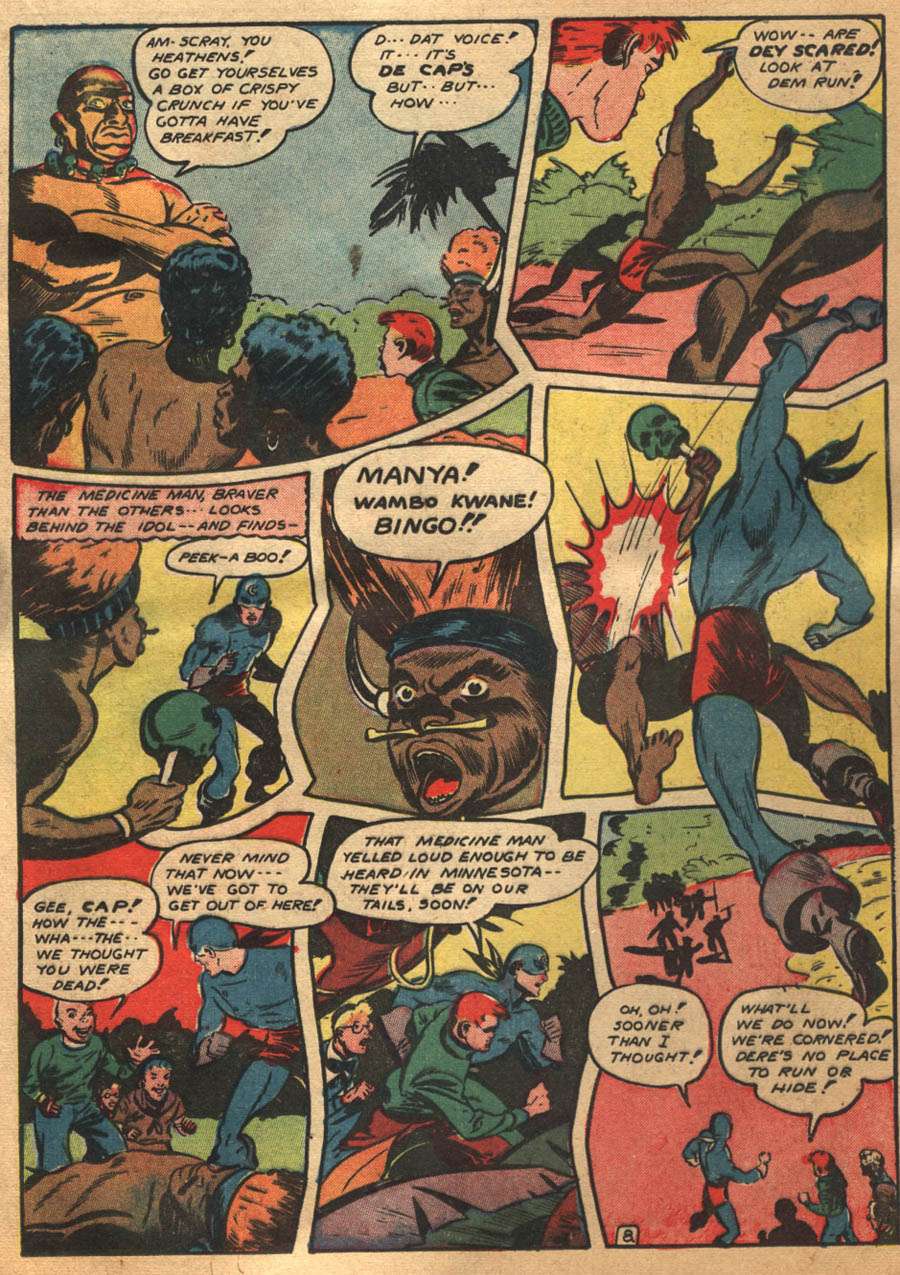 AM-SCRAY, YOU
HEATHENS!
GO GET YOURSELVES
A BOX OF CRISPY
CRUNCH IF YOU'VE
GOTTA HAVE
BREAKFAST!
D... DAT VOICE!
IT--- IT'S
DE CAP'S
BUT-- BUT---
HOW ---
WOW-- ARE
DEY SCARED!
LOOK AT
DEM RUN!
THE MEDICINE MAN, BRAVER
THAN THE OTHERS--- LOOKS
BEHIND THE IDOL--AND FINDS-
PEEK-A BOO!
MANYA!
WAMBO KWANE!
BINGO!!
GEE, CAP!
HOW THE---
WHA---THE--
WE THOUGHT
YOU WERE
DEAD!
NEVER MIND
THAT NOW---
WE'VE GOT TO
GET OUT OF HERE!
THAT MEDICINE MAN
YELLED LOUD ENOUGH TO BE
HEARD IN MINNESOTA--
THEY'LL BE ON OUR
TAILS, SOON!
OH, OH!
SOONER
THAN I
THOUGHT!
WHAT'LL
WE DO NOW!
WE'RE CORNERED!
DERE'S NO PLACE
TO RUN OR
HIDE!
8